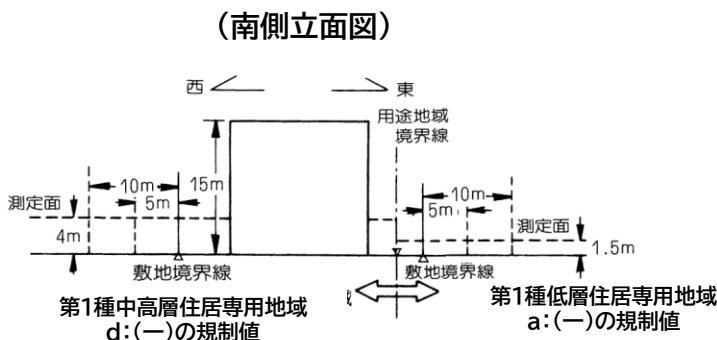 （南側立面図）
西 東
用途地域
境界線
10m
5m
15m
測定面
4m
10m
5m
測定面
1.5m
敷地境界線
敷地境界線
第1種中高層住居専用地域
d:(一)の規制値
第1種低層住居専用地域
a:(一)の規制値